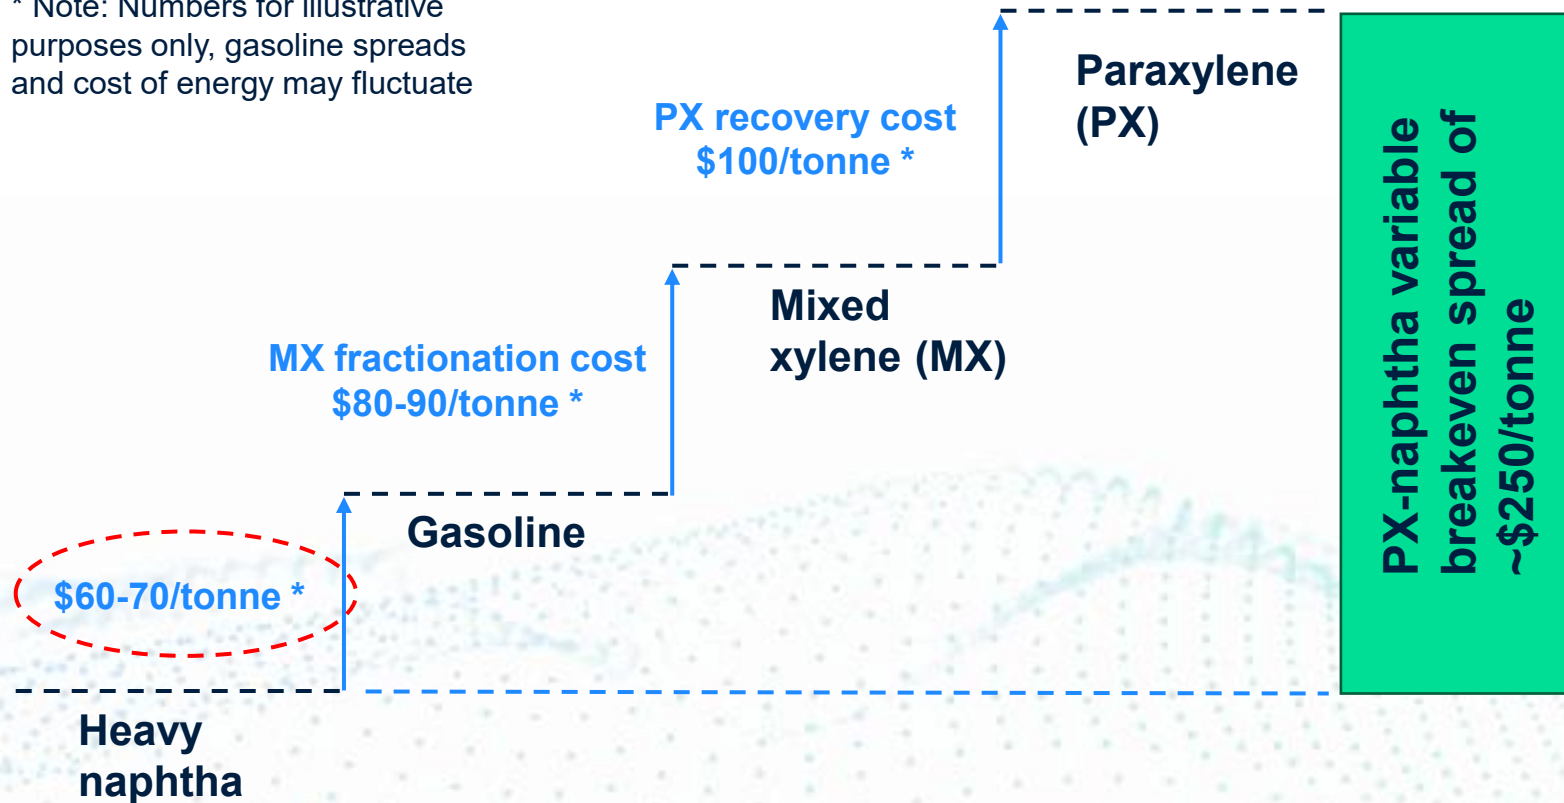 * Note: Numbers for illustrative
purposes only, gasoline spreads
and cost of energy may fluctuate
Paraxylene
(PX)
PX recovery cost
$100/tonne *
Mixed
xylene (MX)
MX fractionation cost
$80-90/tonne *
Gasoline
$60-70/tonne *
Heavy
naphtha
PX-naphtha variable
breakeven spread of
~$250/tonne